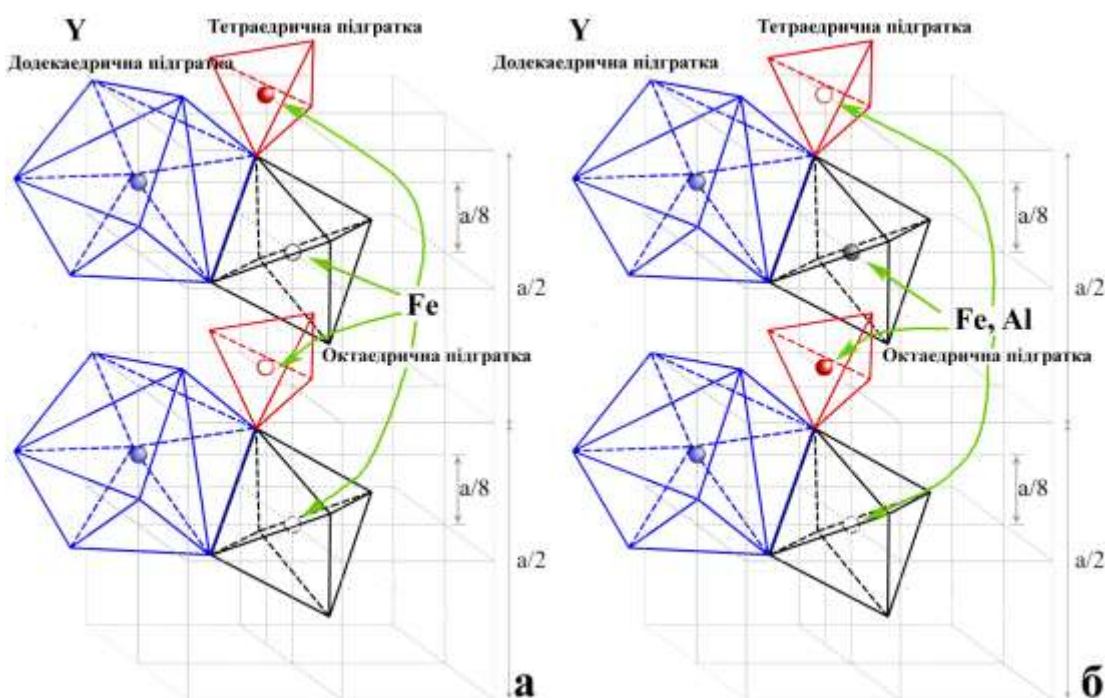 Y
Тетраедрична підгратка
Додекаедрична підгратка
a/8
a/2
Fe
Октаедрична підгратка
a/8
a/2
а
Y
Тетраедрична підгратка
Додекаедрична підгратка
a/8
a/2
Fe, Al
Октаедрична підгратка
a/8
a/2
б